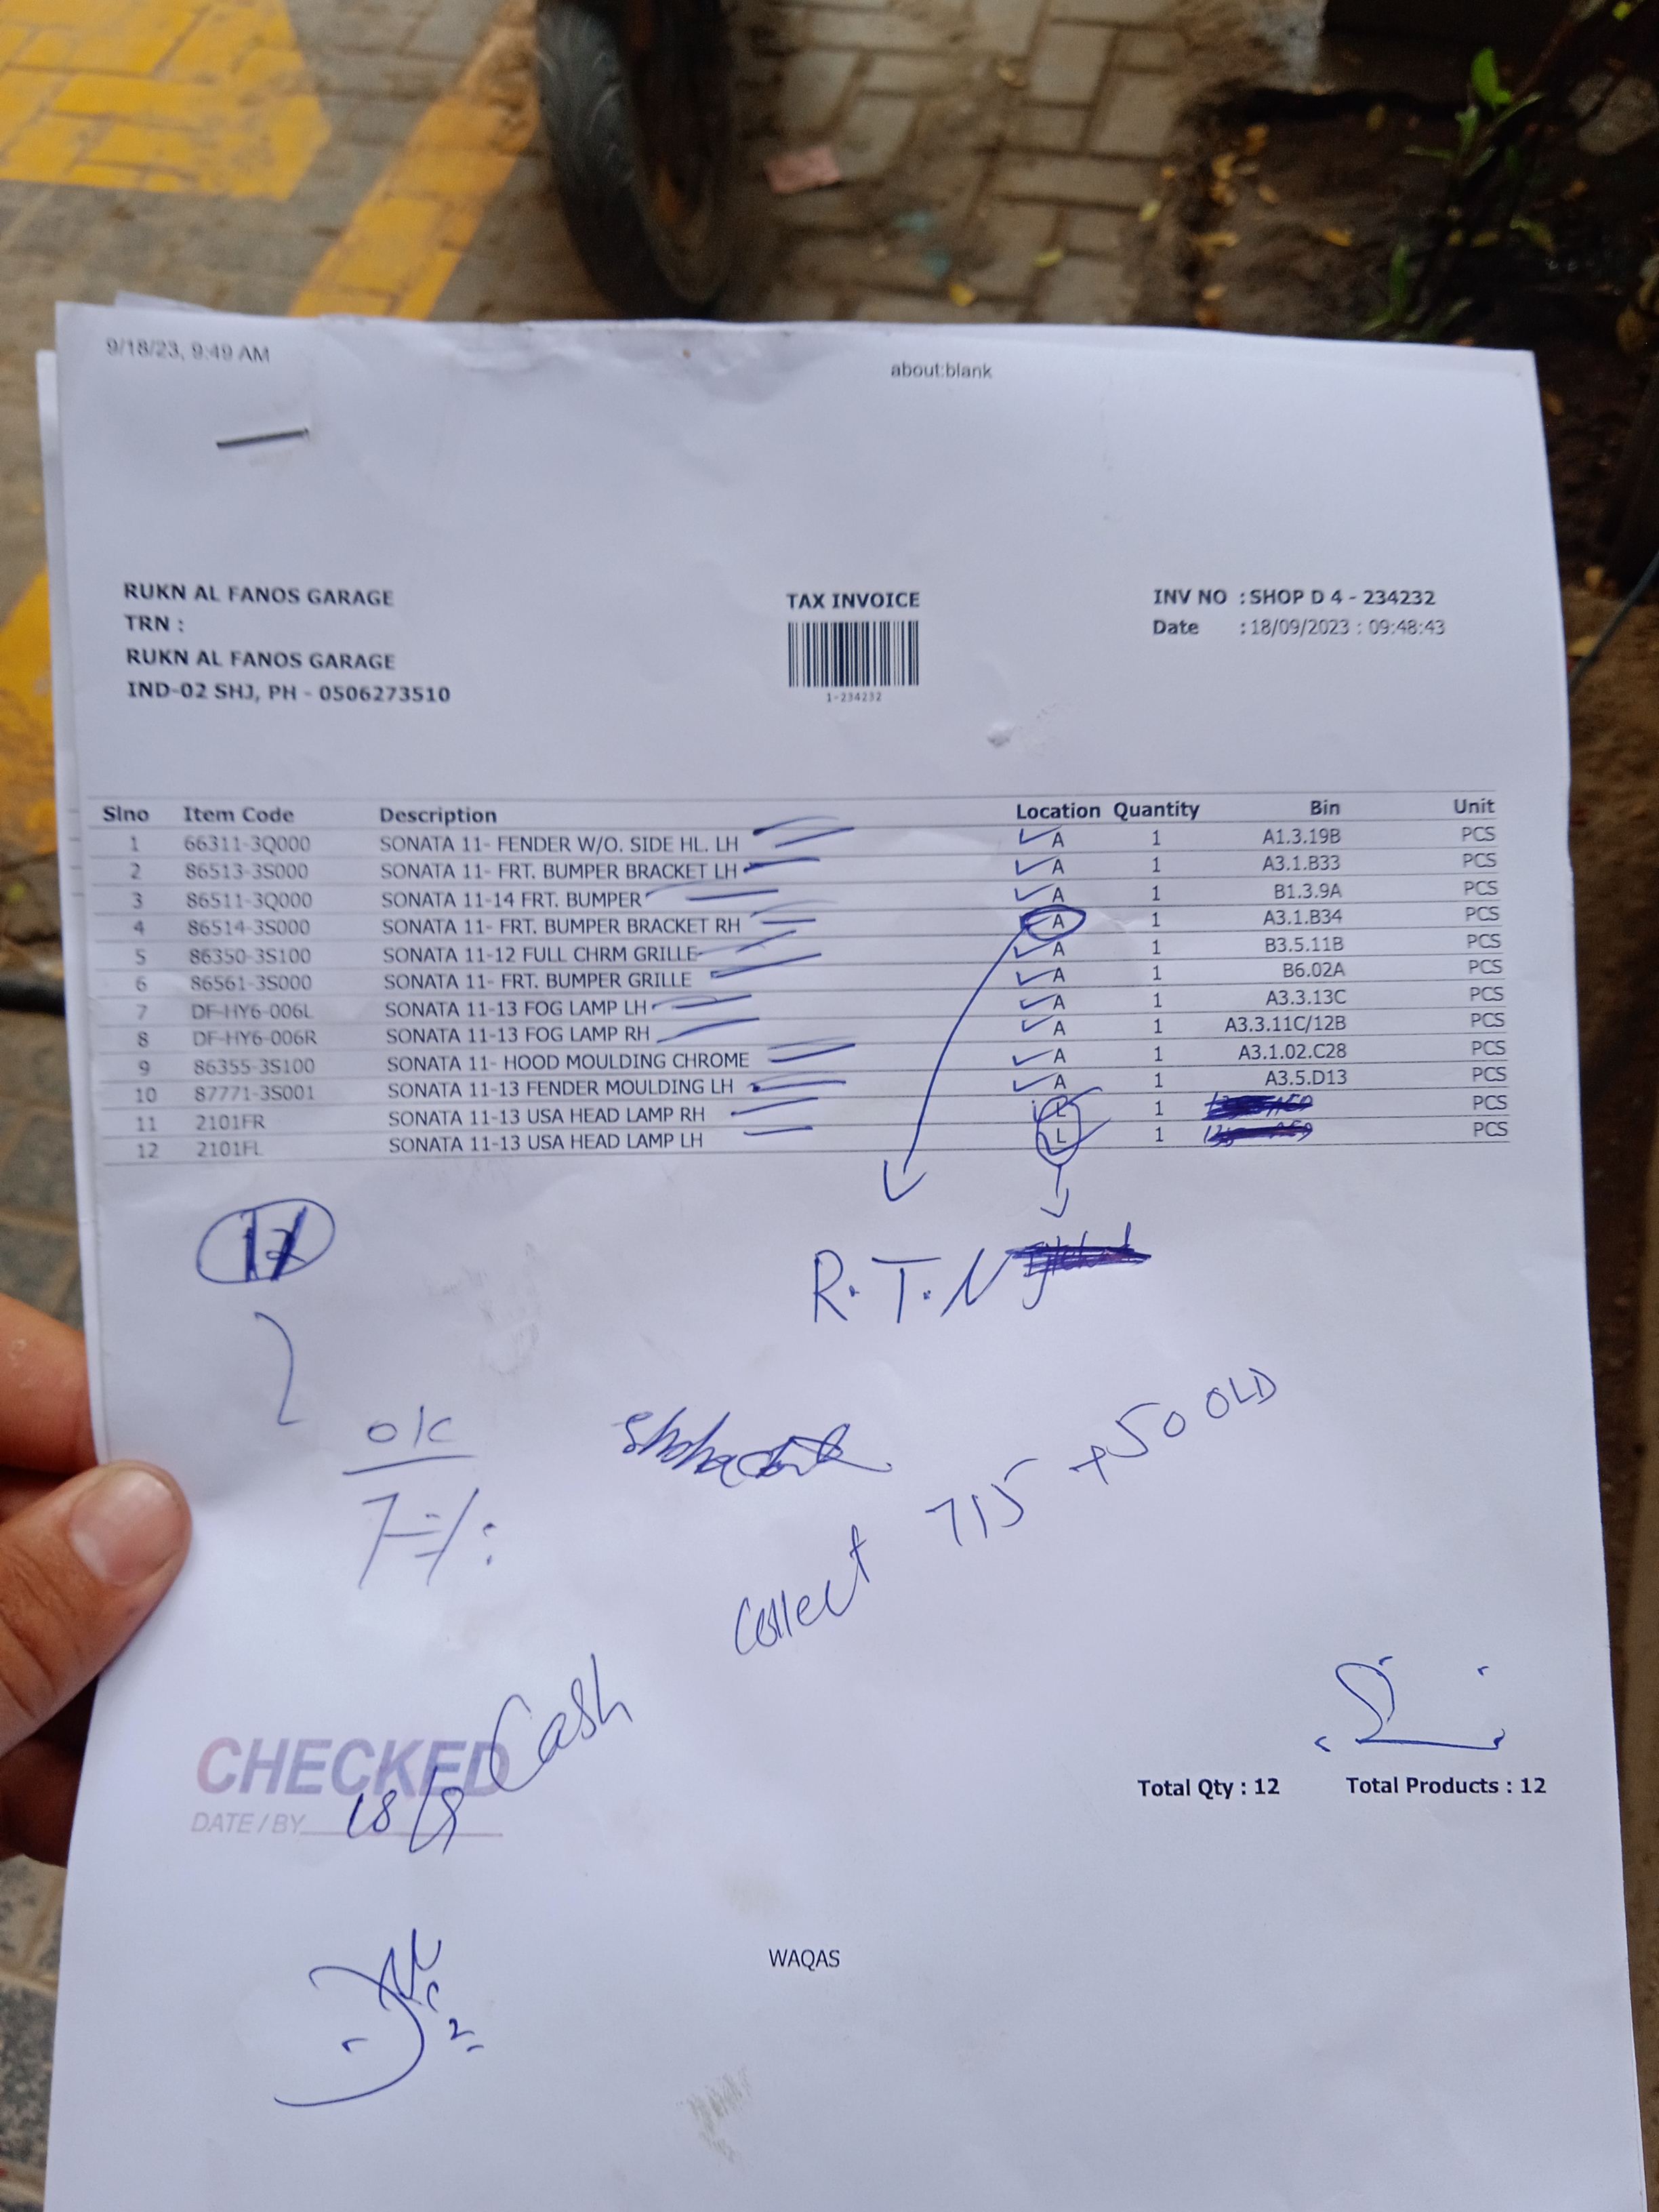 9/18/23, 9:49 AM about:blank
RUKN AL FANOS GARAGE
TRN :
RUKN AL FANOS GARAGE
IND-02 SHJ, PH - 0506273510
TAX INVOICE
1-234232
INV NO : SHOP D 4 - 234232
Date : 18/09/2023 : 09:48:43
Slno Item Code Description Location Quantity Bin Unit
1 66311-3Q000 SONATA 11- FENDER W/O. SIDE HL. LH A 1 A1.3.19B PCS
2 86513-3S000 SONATA 11- FRT. BUMPER BRACKET LH A 1 A3.1.B33 PCS
3 86511-3Q000 SONATA 11-14 FRT. BUMPER A 1 B1.3.9A PCS
4 86514-3S000 SONATA 11- FRT. BUMPER BRACKET RH A 1 A3.1.B34 PCS
5 86350-3S100 SONATA 11-12 FULL CHRM GRILLE A 1 B3.5.11B PCS
6 86561-3S000 SONATA 11- FRT. BUMPER GRILLE A 1 B6.02A PCS
7 DF-HY6-006L SONATA 11-13 FOG LAMP LH A 1 A3.3.13C PCS
8 DF-HY6-006R SONATA 11-13 FOG LAMP RH A 1 A3.3.11C/12B PCS
9 86355-3S100 SONATA 11- HOOD MOULDING CHROME A 1 A3.1.02.C28 PCS
10 87771-3S001 SONATA 11-13 FENDER MOULDING LH A 1 A3.5.D13 PCS
11 2101FR SONATA 11-13 USA HEAD LAMP RH L 1 PCS
12 2101FL SONATA 11-13 USA HEAD LAMP LH L 1 PCS
12
R.T.N
ok
collect 715 +50 OLD
Cash
CHECKED
DATE / BY 18/9
Total Qty : 12 Total Products : 12
WAQAS